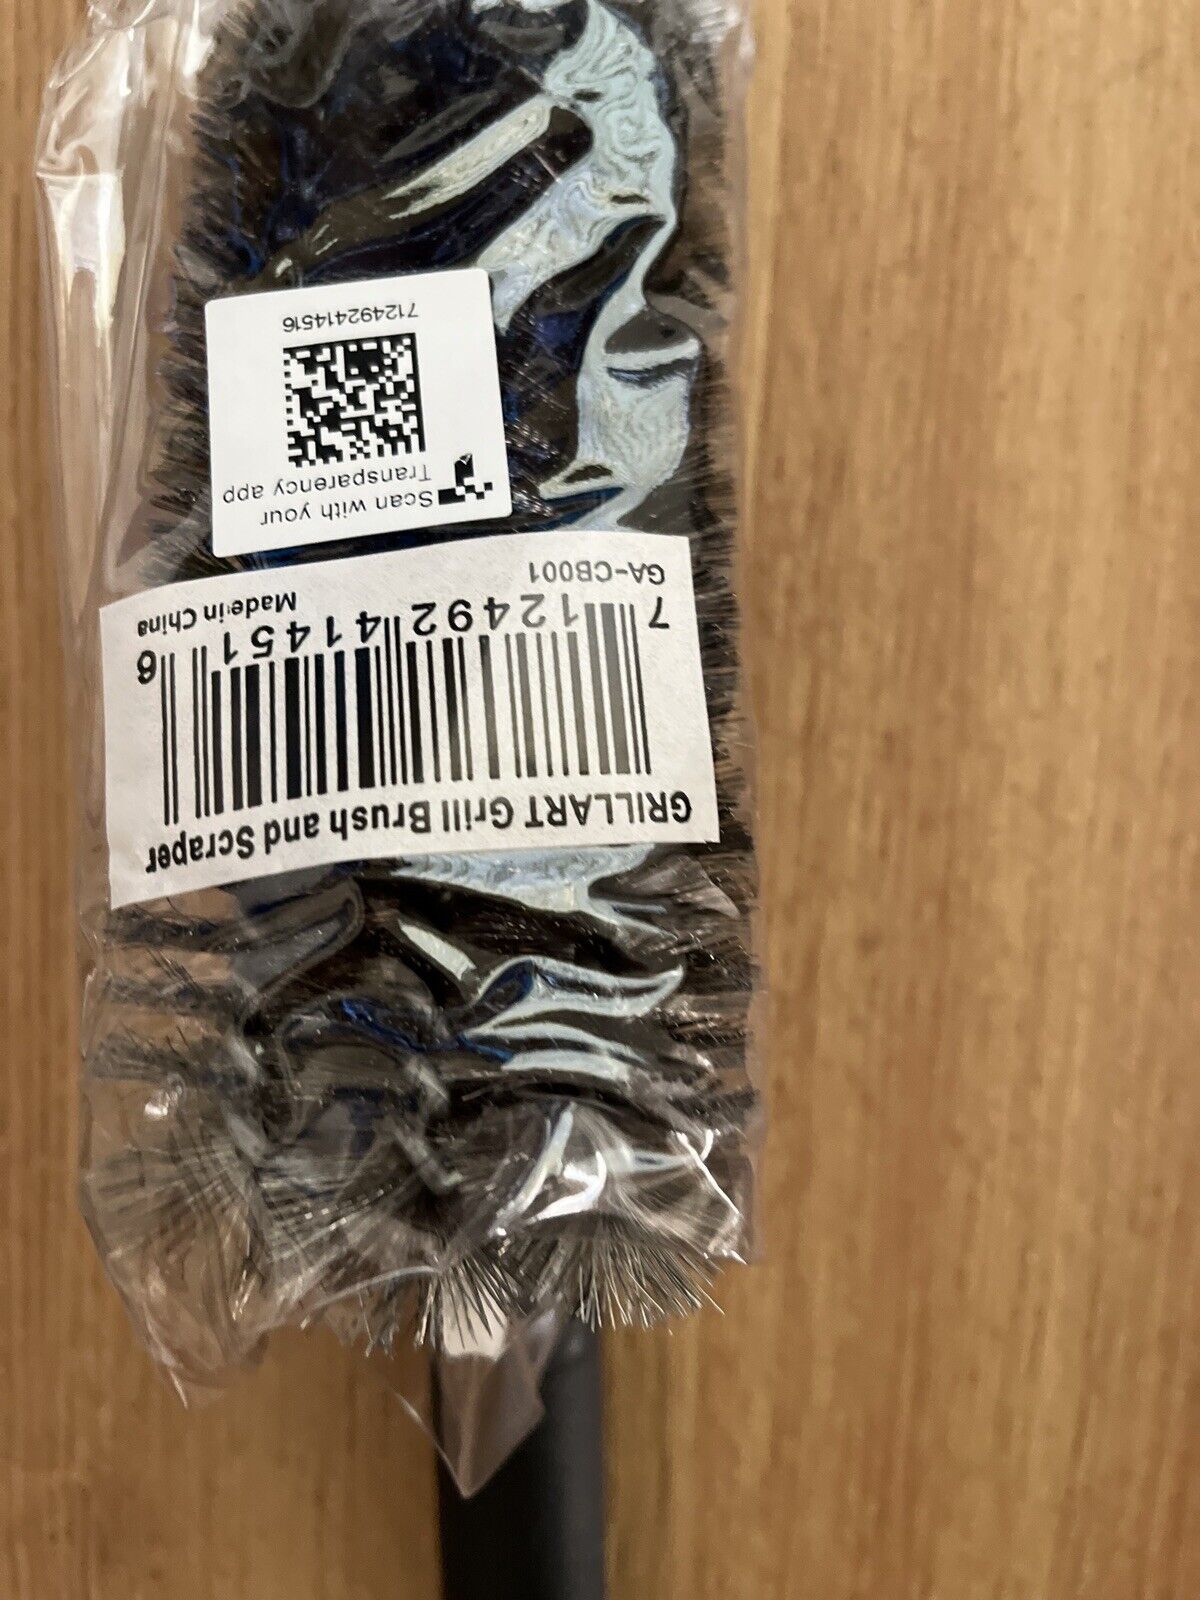 GRILLART Grill Brush and Scraper
7 12492 41451 6
GA-CB001
Made in China
Scan with your
Transparency app
712492414516